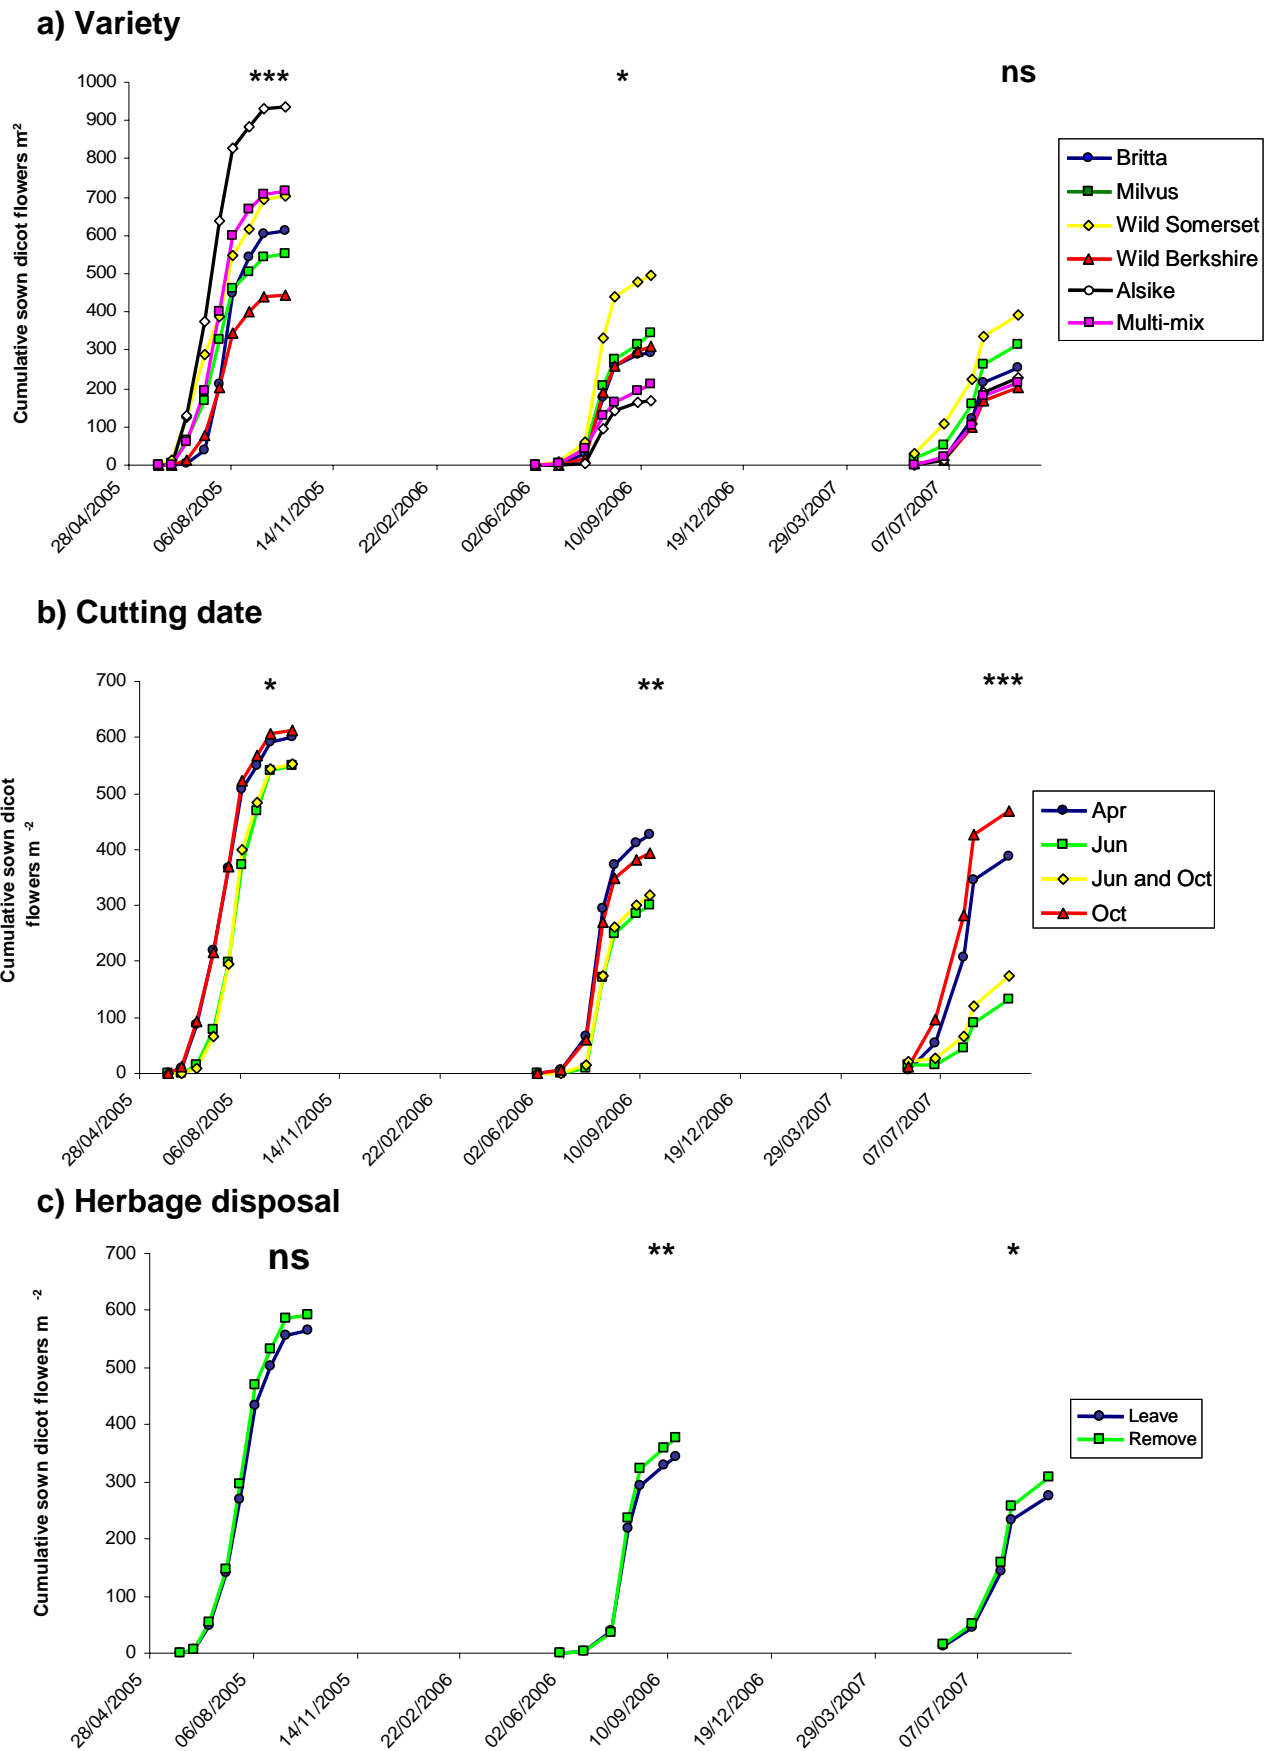 a) Variety
*** * ns
Cumulative sown dicot flowers m²
1000
900
800
700
600
500
400
300
200
100
0
28/04/2005 06/08/2005 14/11/2005 22/02/2006 02/06/2006 10/09/2006 19/12/2006 29/03/2007 07/07/2007
Britta
Milvus
Wild Somerset
Wild Berkshire
Alsike
Multi-mix
b) Cutting date
* ** ***
Cumulative sown dicot
flowers m -2
700
600
500
400
300
200
100
0
28/04/2005 06/08/2005 14/11/2005 22/02/2006 02/06/2006 10/09/2006 19/12/2006 29/03/2007 07/07/2007
Apr
Jun
Jun and Oct
Oct
c) Herbage disposal
ns ** *
Cumulative sown dicot flowers m -2
700
600
500
400
300
200
100
0
28/04/2005 06/08/2005 14/11/2005 22/02/2006 02/06/2006 10/09/2006 19/12/2006 29/03/2007 07/07/2007
Leave
Remove